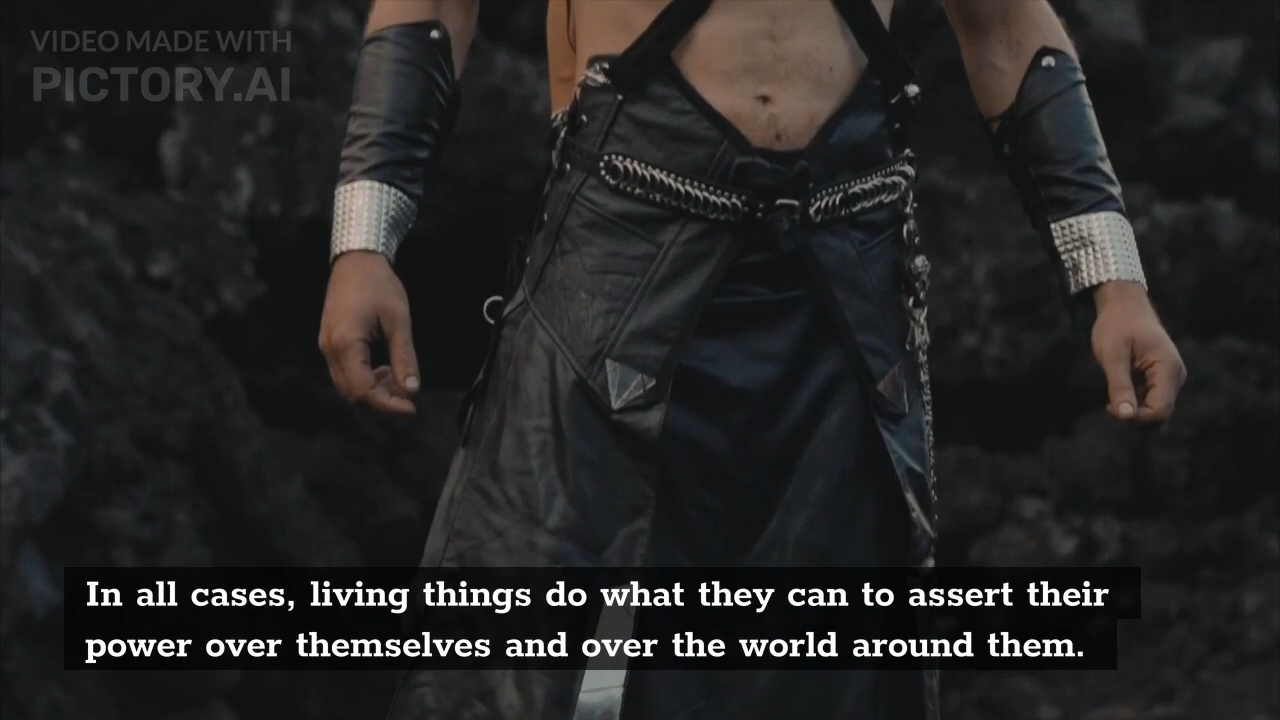 VIDEO MADE WITH
PICTORY.AI
In all cases, living things do what they can to assert their
power over themselves and over the world around them.